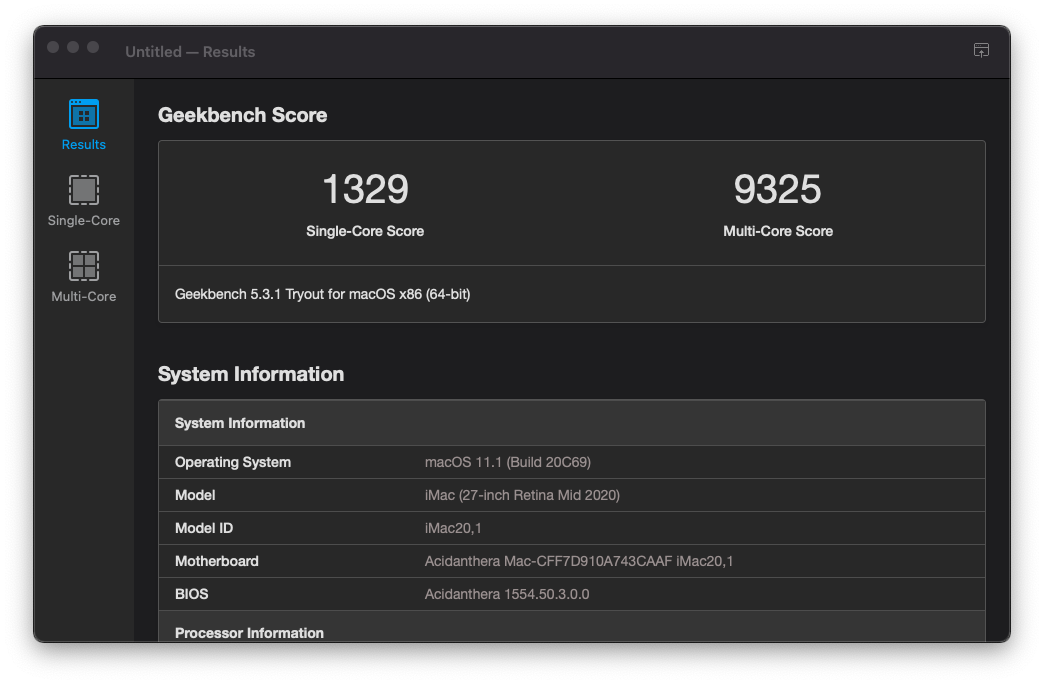 Untitled — Results
Results
Single-Core
Multi-Core
Geekbench Score
1329
Single-Core Score
9325
Multi-Core Score
Geekbench 5.3.1 Tryout for macOS x86 (64-bit)
System Information
System Information
Operating System macOS 11.1 (Build 20C69)
Model iMac (27-inch Retina Mid 2020)
Model ID iMac20,1
Motherboard Acidanthera Mac-CFF7D910A743CAAF iMac20,1
BIOS Acidanthera 1554.50.3.0.0
Processor Information